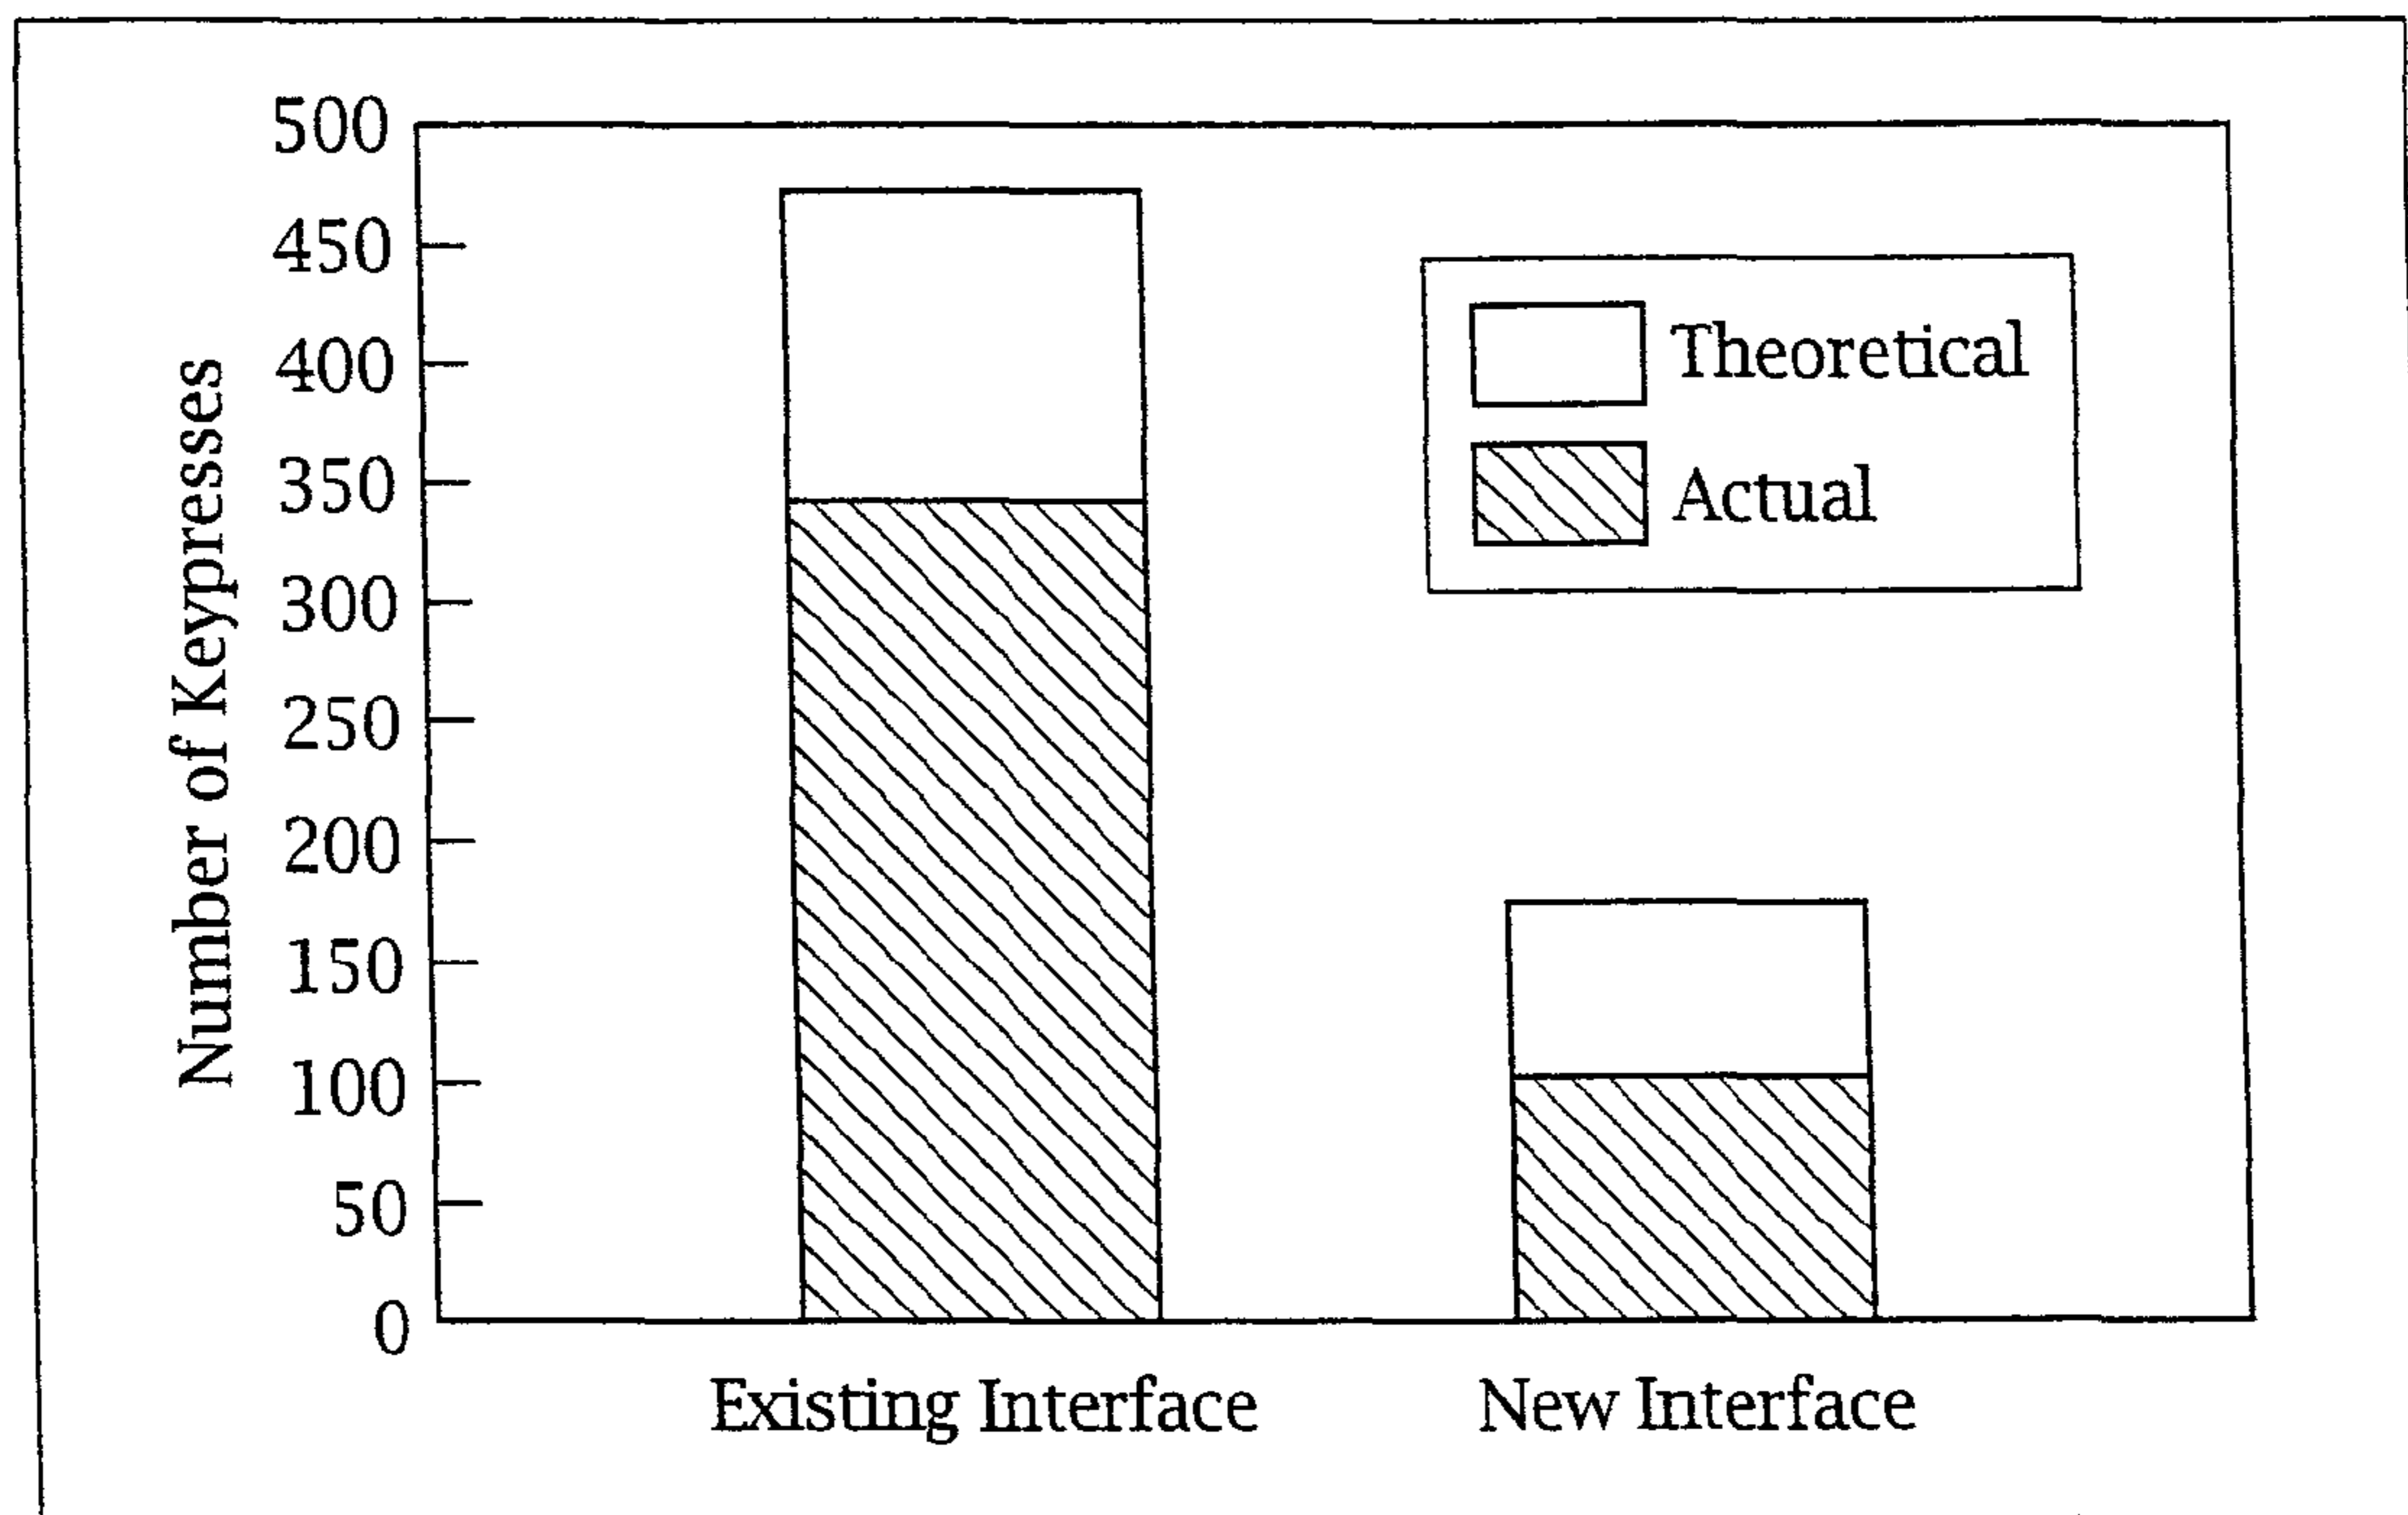 500
450
400
350
300
250
200
150
100
50
0
Number of Keypresses
Theoretical
Actual
Existing Interface
New Interface